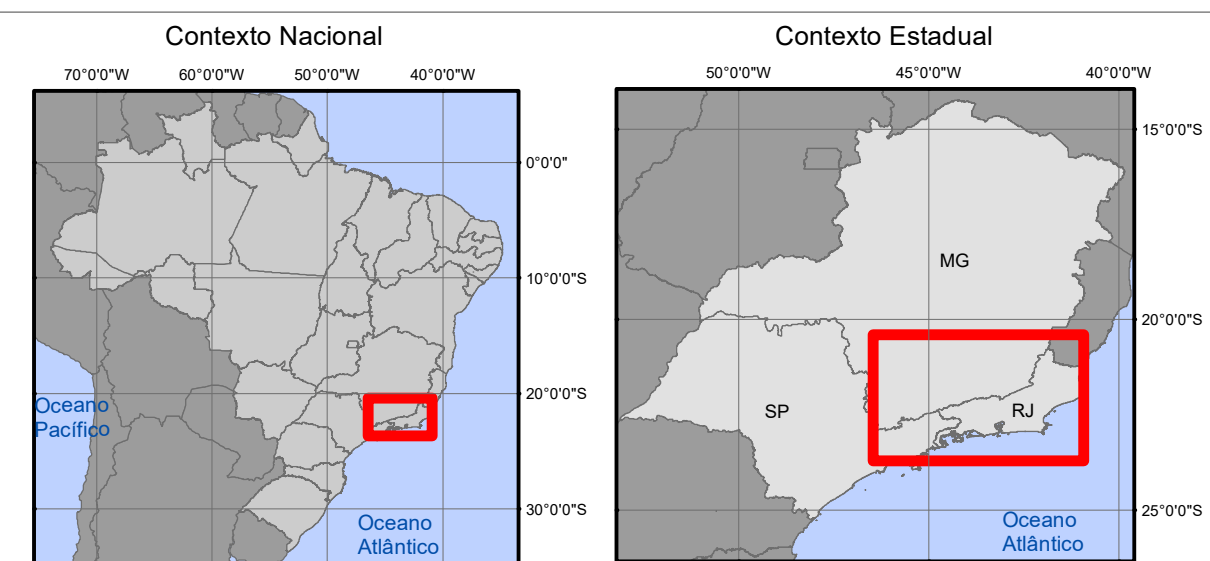 Contexto Nacional
70°0'0"W 60°0'0"W 50°0'0"W 40°0'0"W
0°0'0"
10°0'0"S
20°0'0"S
30°0'0"S
Oceano
Pacífico
Oceano
Atlântico
Contexto Estadual
50°0'0"W 45°0'0"W 40°0'0"W
15°0'0"S
20°0'0"S
25°0'0"S
MG
SP
RJ
Oceano
Atlântico